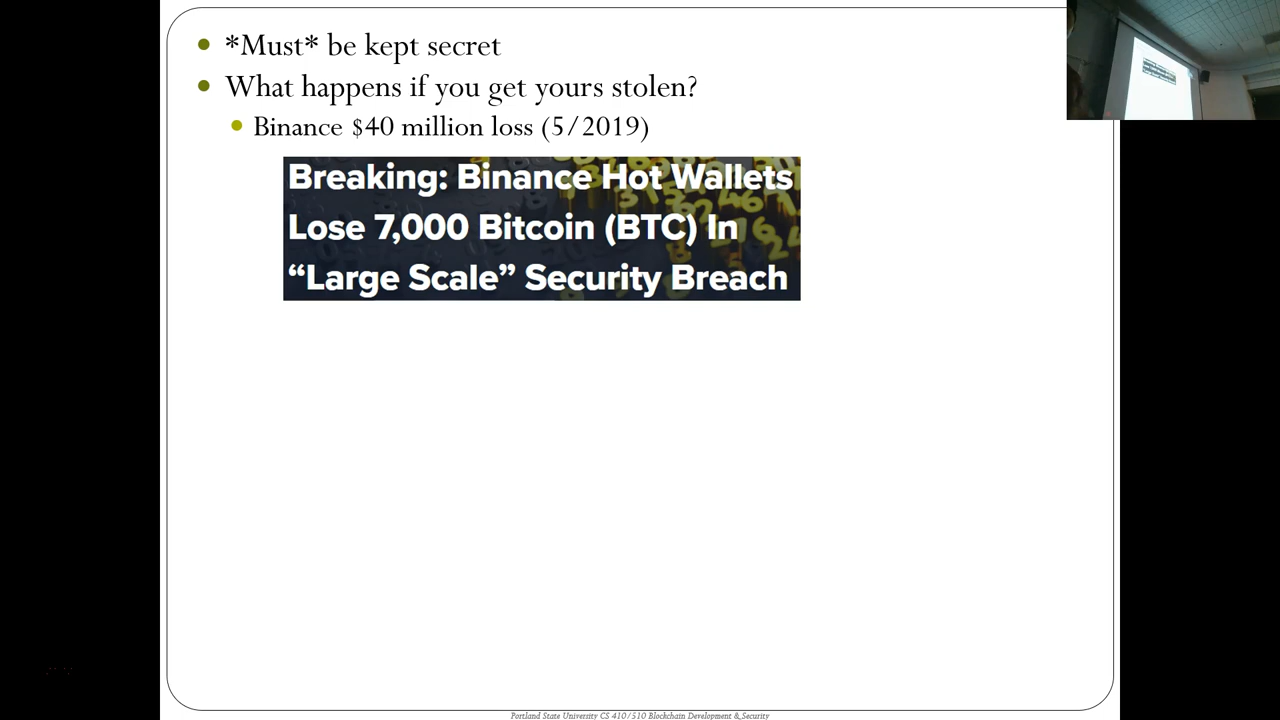 *Must* be kept secret
What happens if you get yours stolen?
Binance $40 million loss (5/2019)
Breaking: Binance Hot Wallets
Lose 7,000 Bitcoin (BTC) In
“Large Scale” Security Breach
Portland State University CS 410/510 Blockchain Development & Security